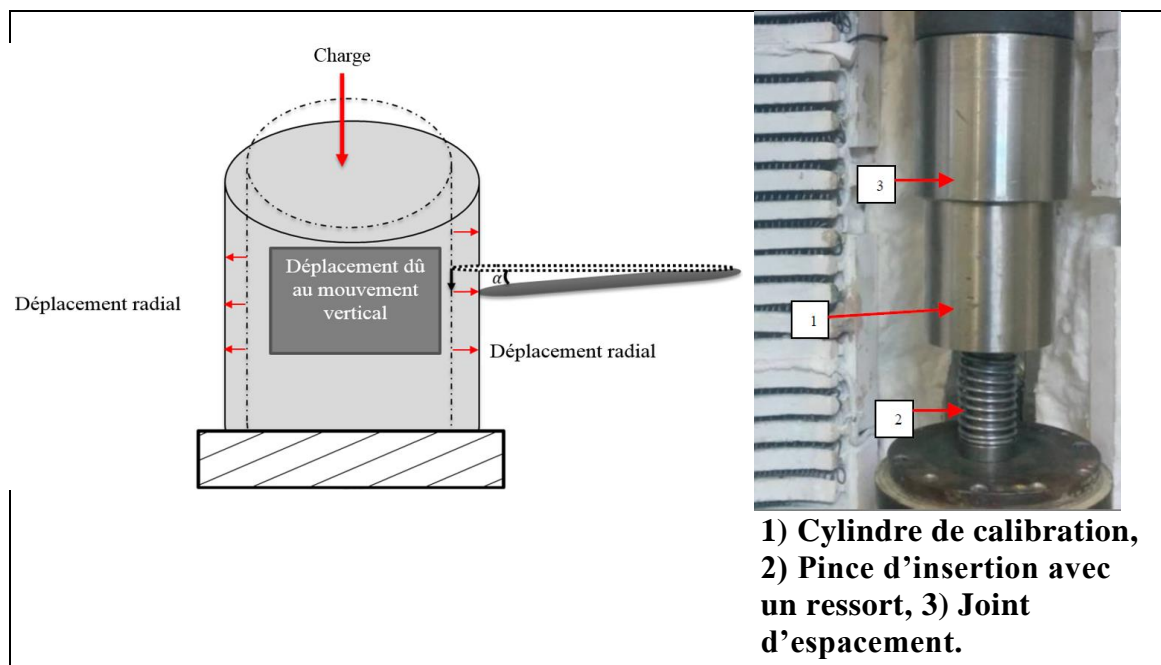 Charge
Déplacement dû
au mouvement
vertical
α
Déplacement radial
Déplacement radial
3
1
2
1) Cylindre de calibration,
2) Pince d’insertion avec
un ressort, 3) Joint
d’espacement.